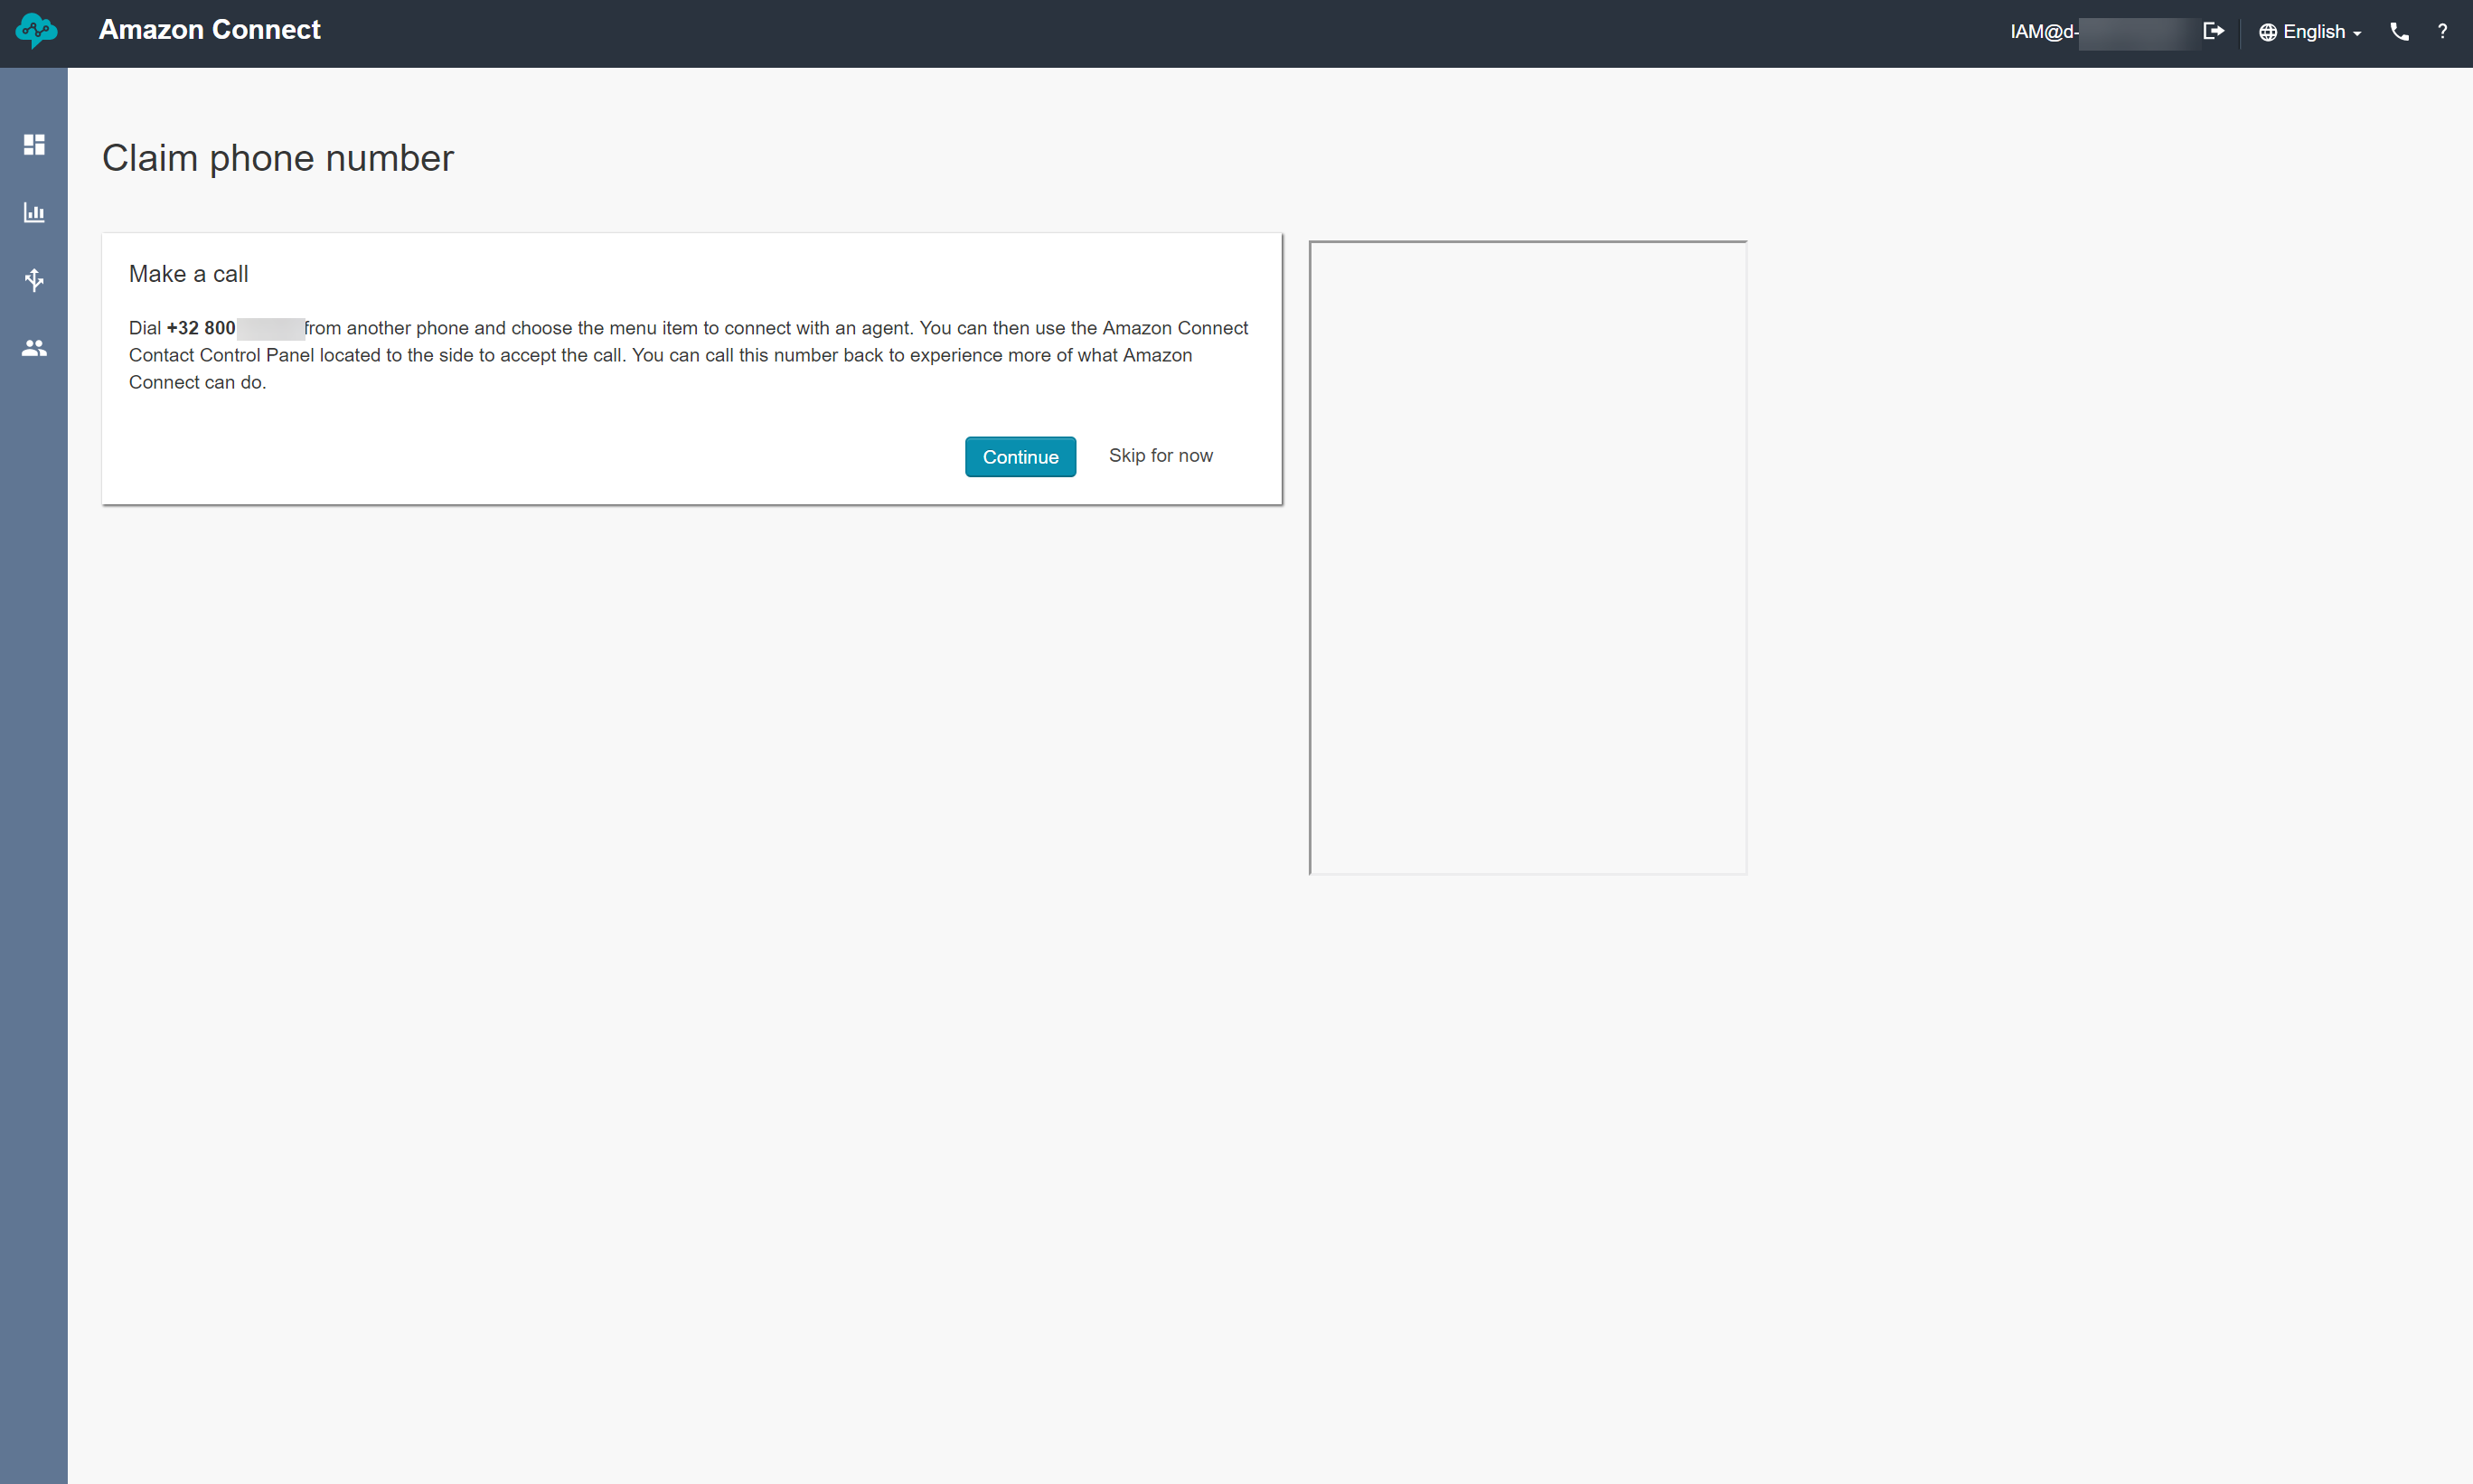 Amazon Connect
IAM@d-
English
?
Claim phone number
Make a call
Dial +32 800 from another phone and choose the menu item to connect with an agent. You can then use the Amazon Connect
Contact Control Panel located to the side to accept the call. You can call this number back to experience more of what Amazon
Connect can do.
Continue
Skip for now